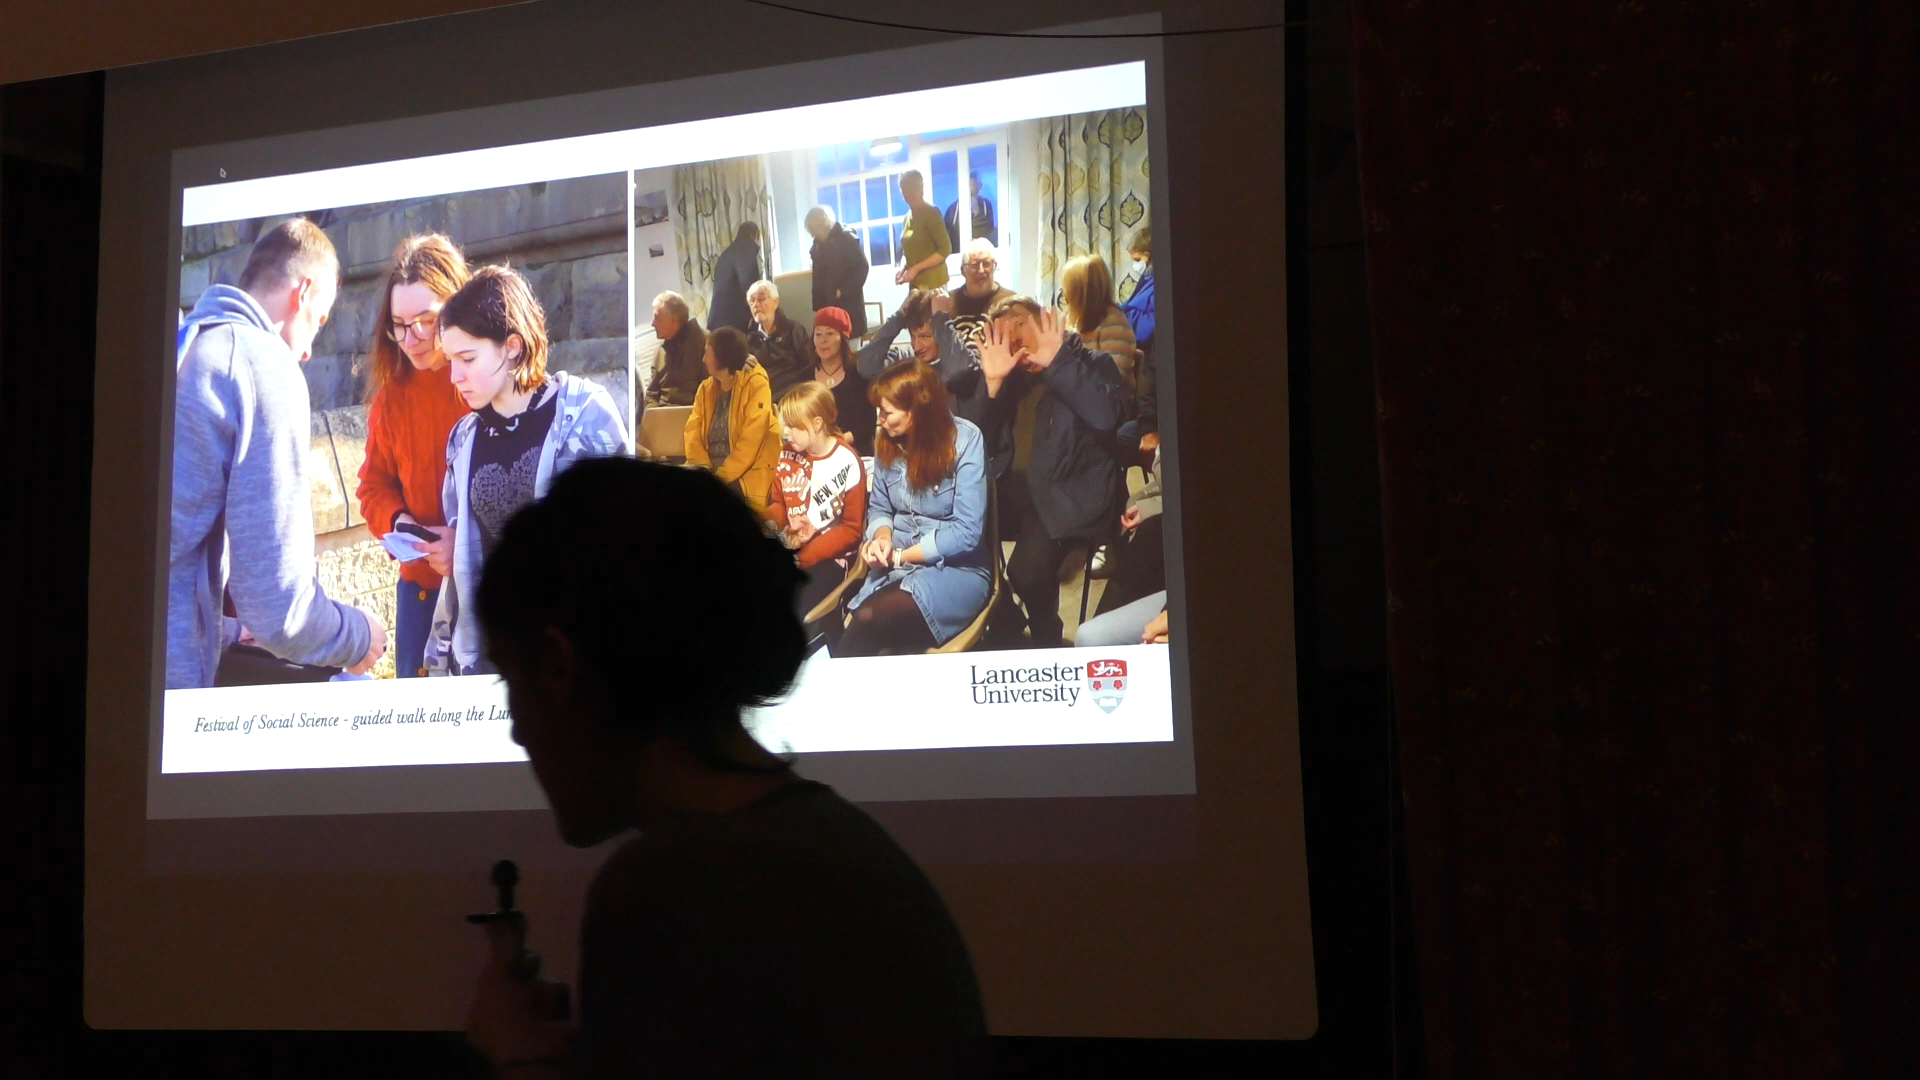 NEW YORK
Lancaster
University
Festival of Social Science - guided walk along the